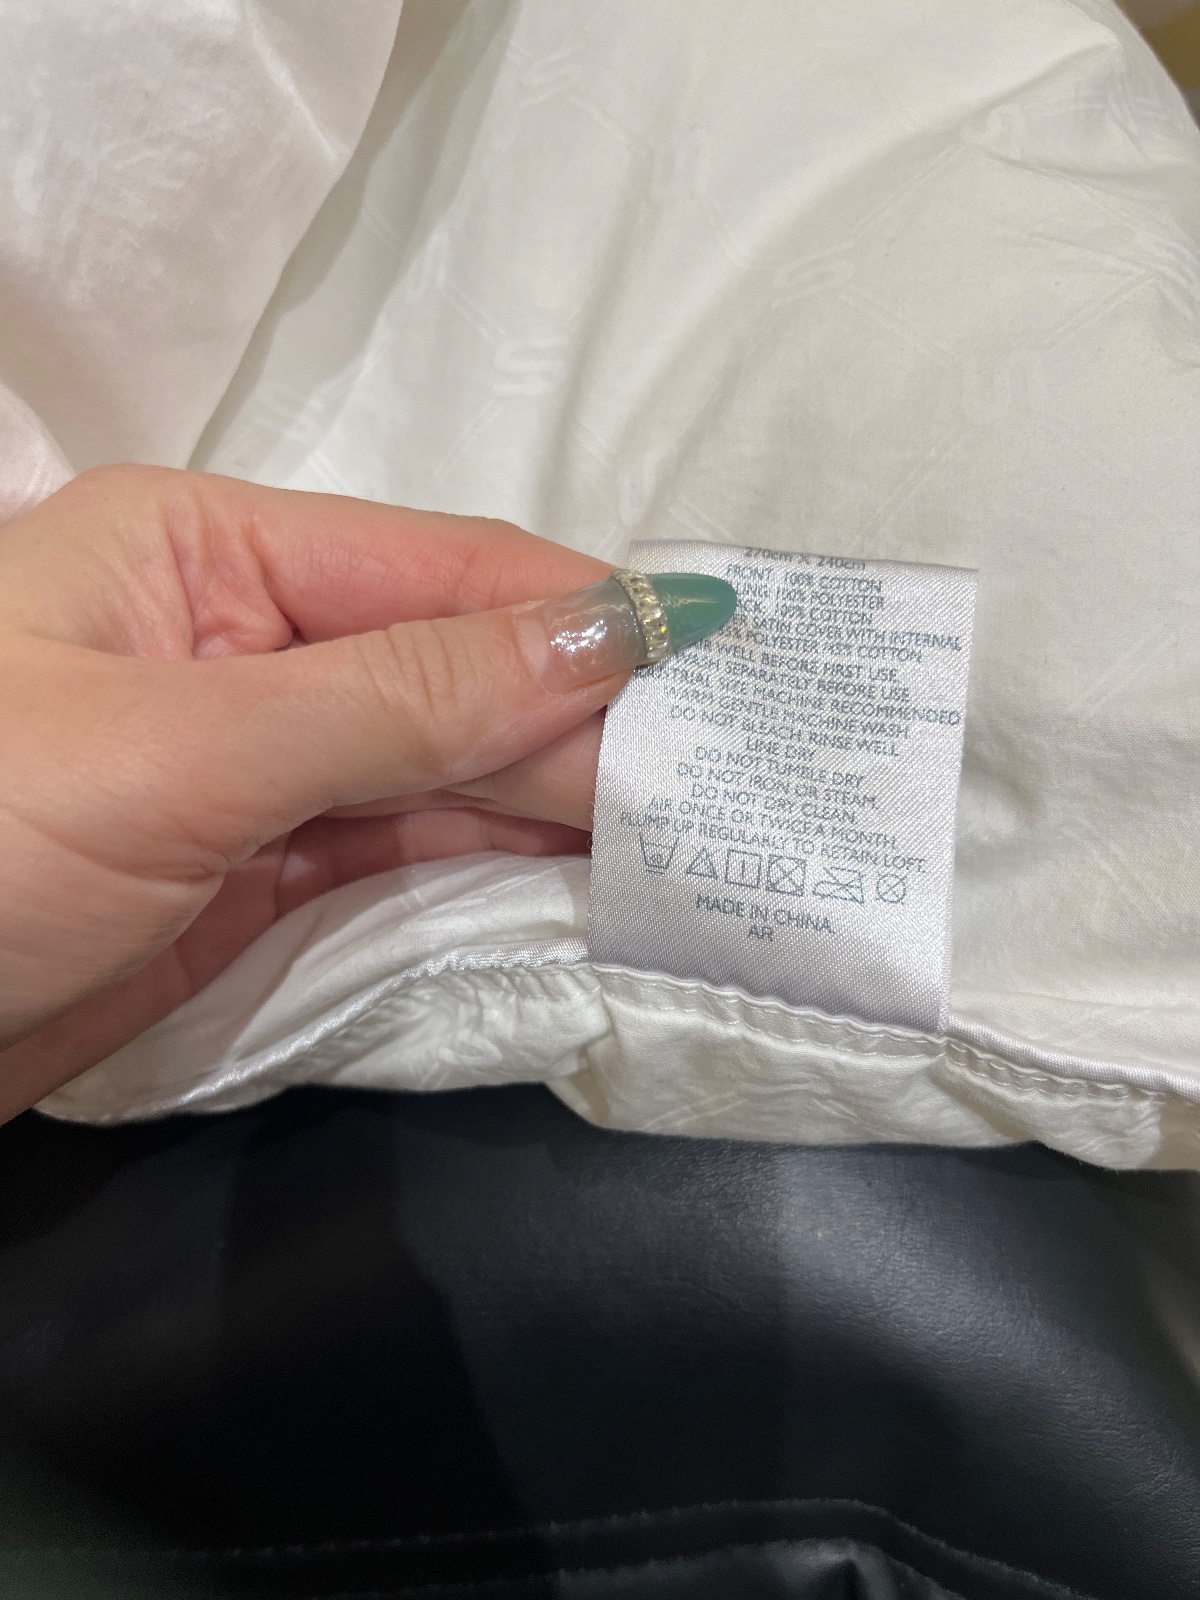 270cm X 240cm
FRONT: 100% COTTON
100% POLYESTER
100% COTTON
SATIN COVER WITH INTERNAL
POLYESTER 45% COTTON
WELL BEFORE FIRST USE
WASH SEPARATELY BEFORE USE
SIZE MACHINE RECOMMENDED
WARM GENTLE MACHINE WASH
DO NOT BLEACH, RINSE WELL
LINE DRY
DO NOT TUMBLE DRY
DO NOT IRON OR STEAM,
DO NOT DRY CLEAN.
AIR ONCE OR TWICE A MONTH.
PLUMP UP REGULARLY TO RETAIN LOFT.
MADE IN CHINA.
AR